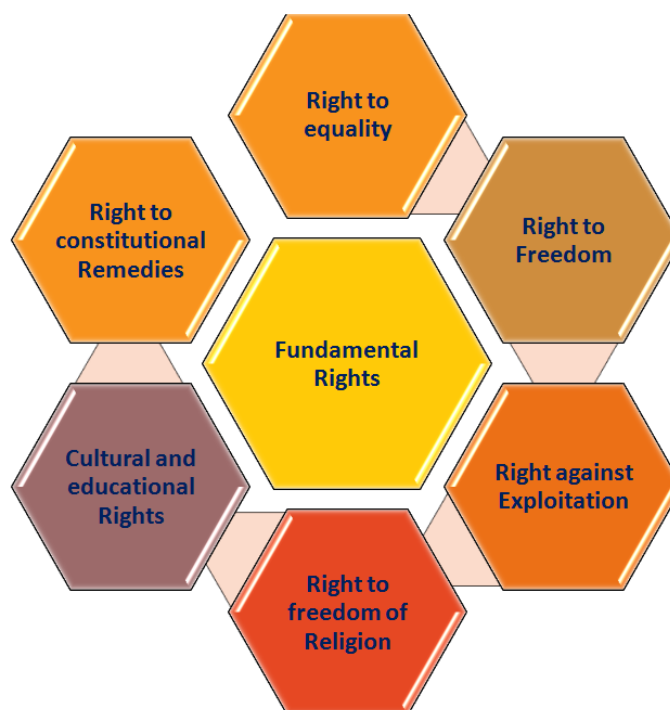 Right to
equality
Right to
Freedom
Right against
Exploitation
Right to
freedom of
Religion
Cultural and
educational
Rights
Right to
constitutional
Remedies
Fundamental
Rights